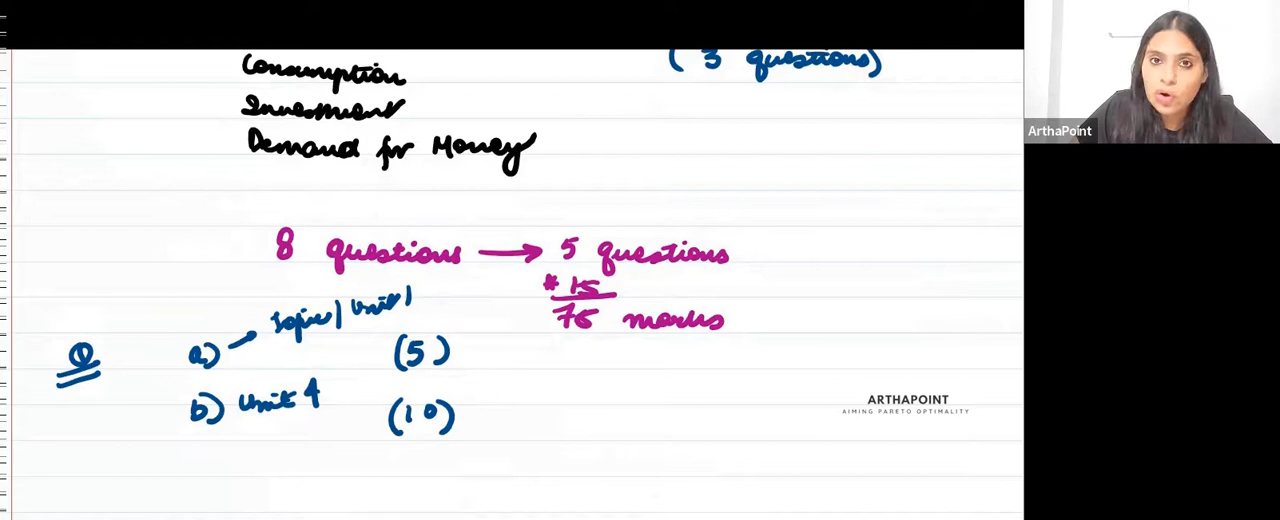 Consumption
(3 questions)
Investment
Demand for Money
ArthaPoint
8 questions → 5 questions
* 15
75 marks
Topic 1 Unit 1
Q a) (5)
b) Unit 4 (10)
ARTHAPOINT
AIMING PARETO OPTIMALITY